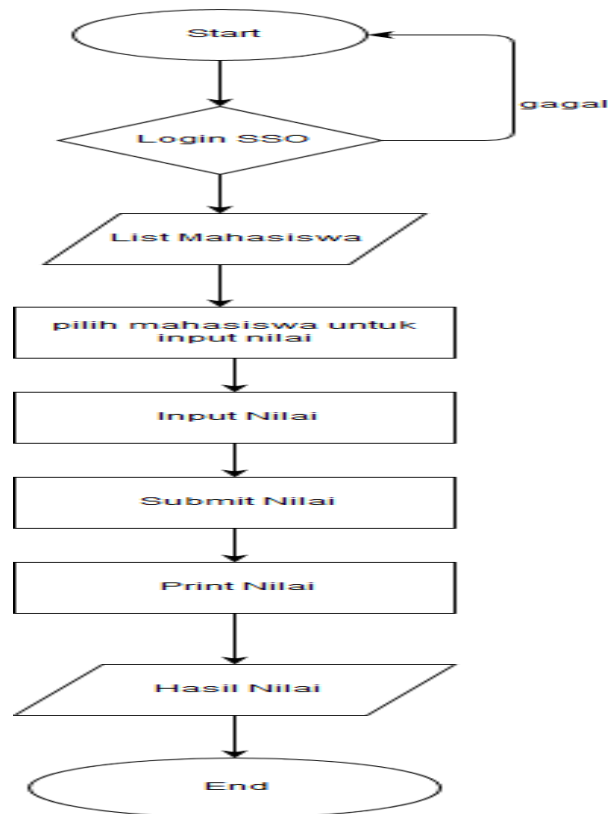 Start
gagal
Login SSO
List Mahasiswa
pilih mahasiswa untuk
input nilai
Input Nilai
Submit Nilai
Print Nilai
Hasil Nilai
End